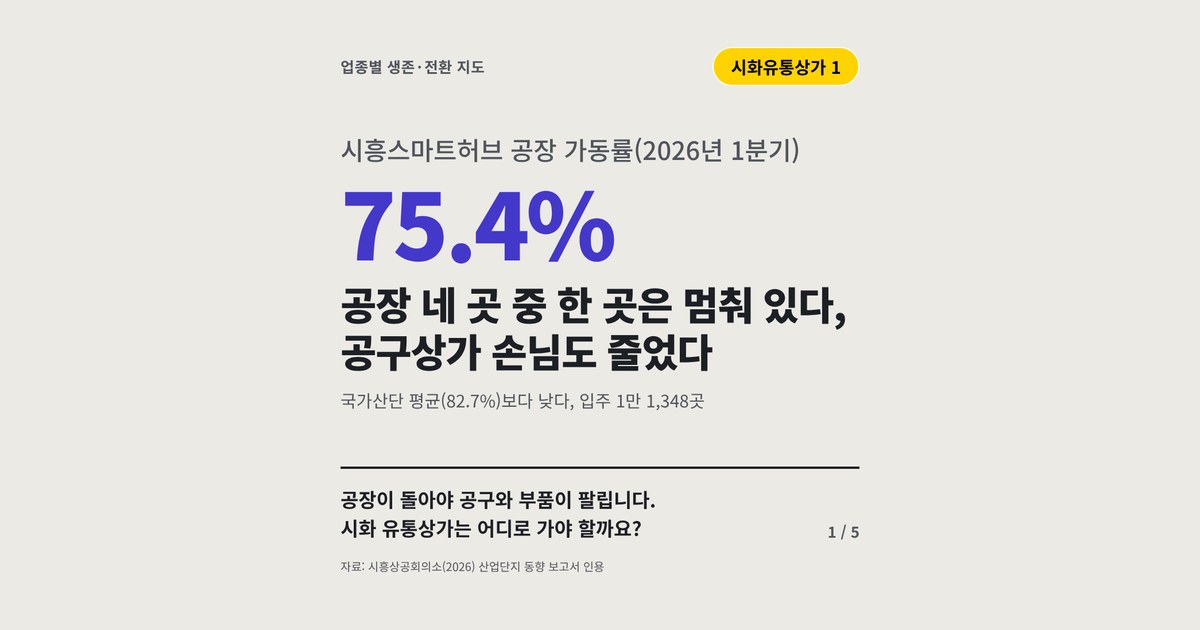 업종별 생존·전환 지도
시화유통상가 1
시흥스마트허브 공장 가동률(2026년 1분기)
75.4%
공장 네 곳 중 한 곳은 멈춰 있다,
공구상가 손님도 줄었다
국가산단 평균(82.7%)보다 낮다, 입주 1만 1,348곳
공장이 돌아야 공구와 부품이 팔립니다.
시화 유통상가는 어디로 가야 할까요?
1 / 5
자료: 시흥상공회의소(2026) 산업단지 동향 보고서 인용